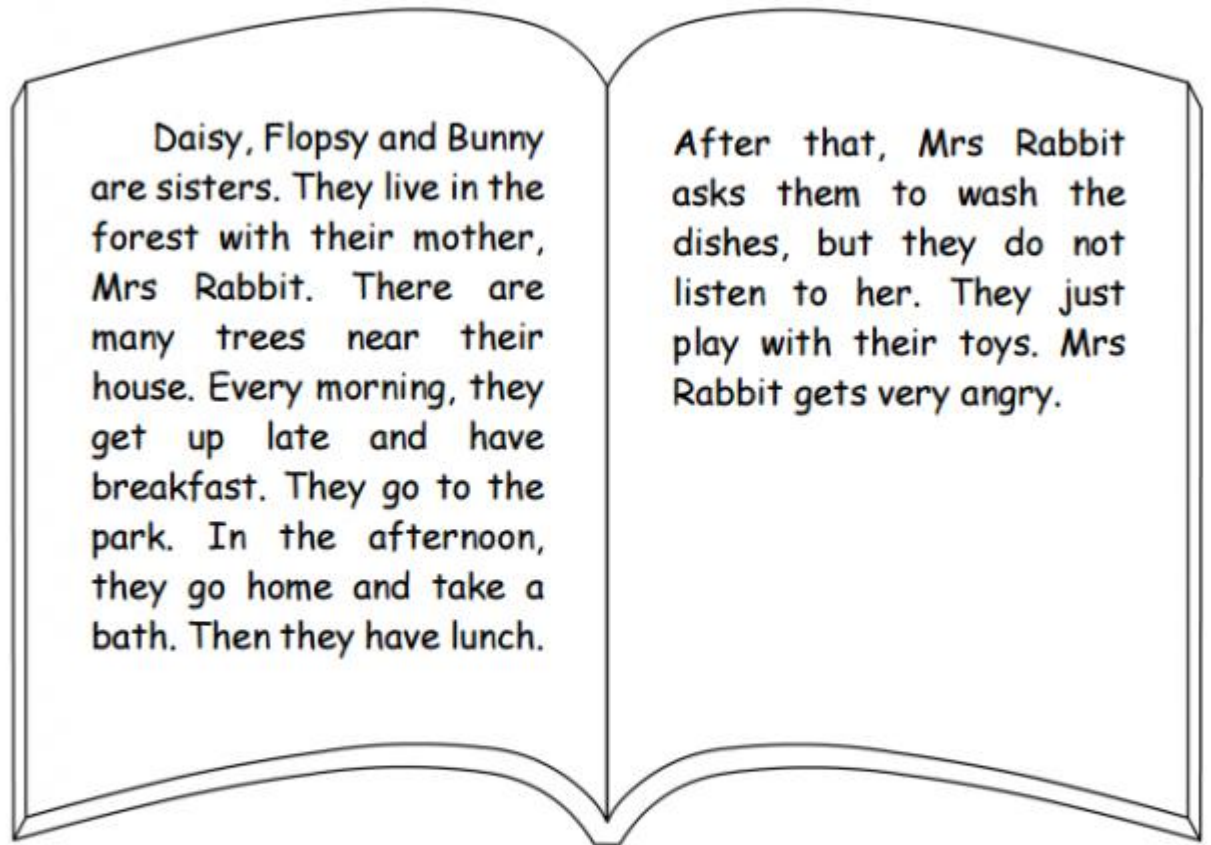 Daisy, Flopsy and Bunny
are sisters. They live in the
forest with their mother,
Mrs Rabbit. There are
many trees near their
house. Every morning, they
get up late and have
breakfast. They go to the
park. In the afternoon,
they go home and take a
bath. Then they have lunch.
After that, Mrs Rabbit
asks them to wash the
dishes, but they do not
listen to her. They just
play with their toys. Mrs
Rabbit gets very angry.